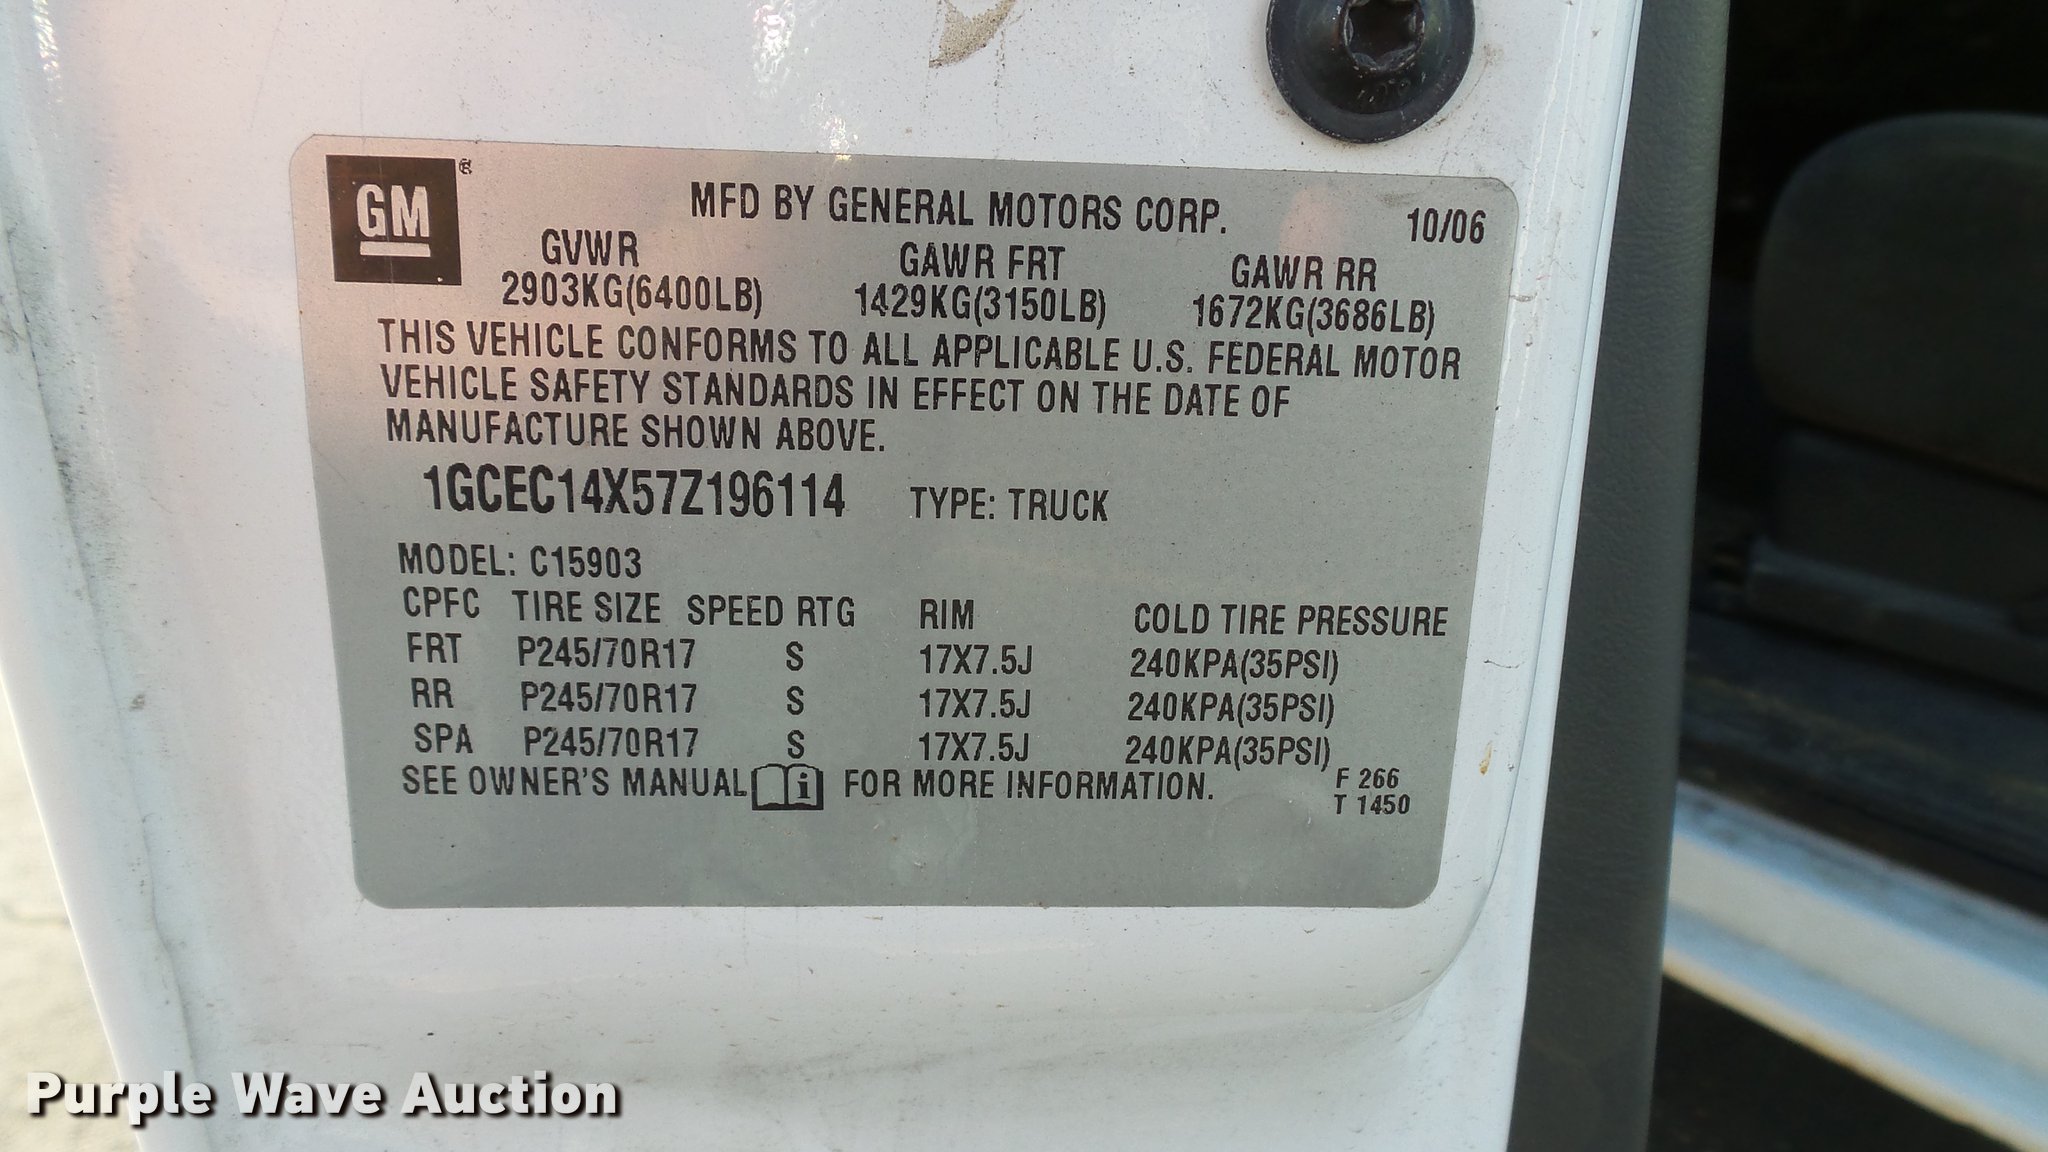 GM ®
MFD BY GENERAL MOTORS CORP. 10/06
GVWR GAWR FRT GAWR RR
2903KG(6400LB) 1429KG(3150LB) 1672KG(3686LB)
THIS VEHICLE CONFORMS TO ALL APPLICABLE U.S. FEDERAL MOTOR
VEHICLE SAFETY STANDARDS IN EFFECT ON THE DATE OF
MANUFACTURE SHOWN ABOVE.
1GCEC14X57Z196114 TYPE: TRUCK
MODEL: C15903
CPFC TIRE SIZE SPEED RTG RIM COLD TIRE PRESSURE
FRT P245/70R17 S 17X7.5J 240KPA(35PSI)
RR P245/70R17 S 17X7.5J 240KPA(35PSI)
SPA P245/70R17 S 17X7.5J 240KPA(35PSI)
SEE OWNER'S MANUAL i FOR MORE INFORMATION.
F 266
T 1450
Purple Wave Auction